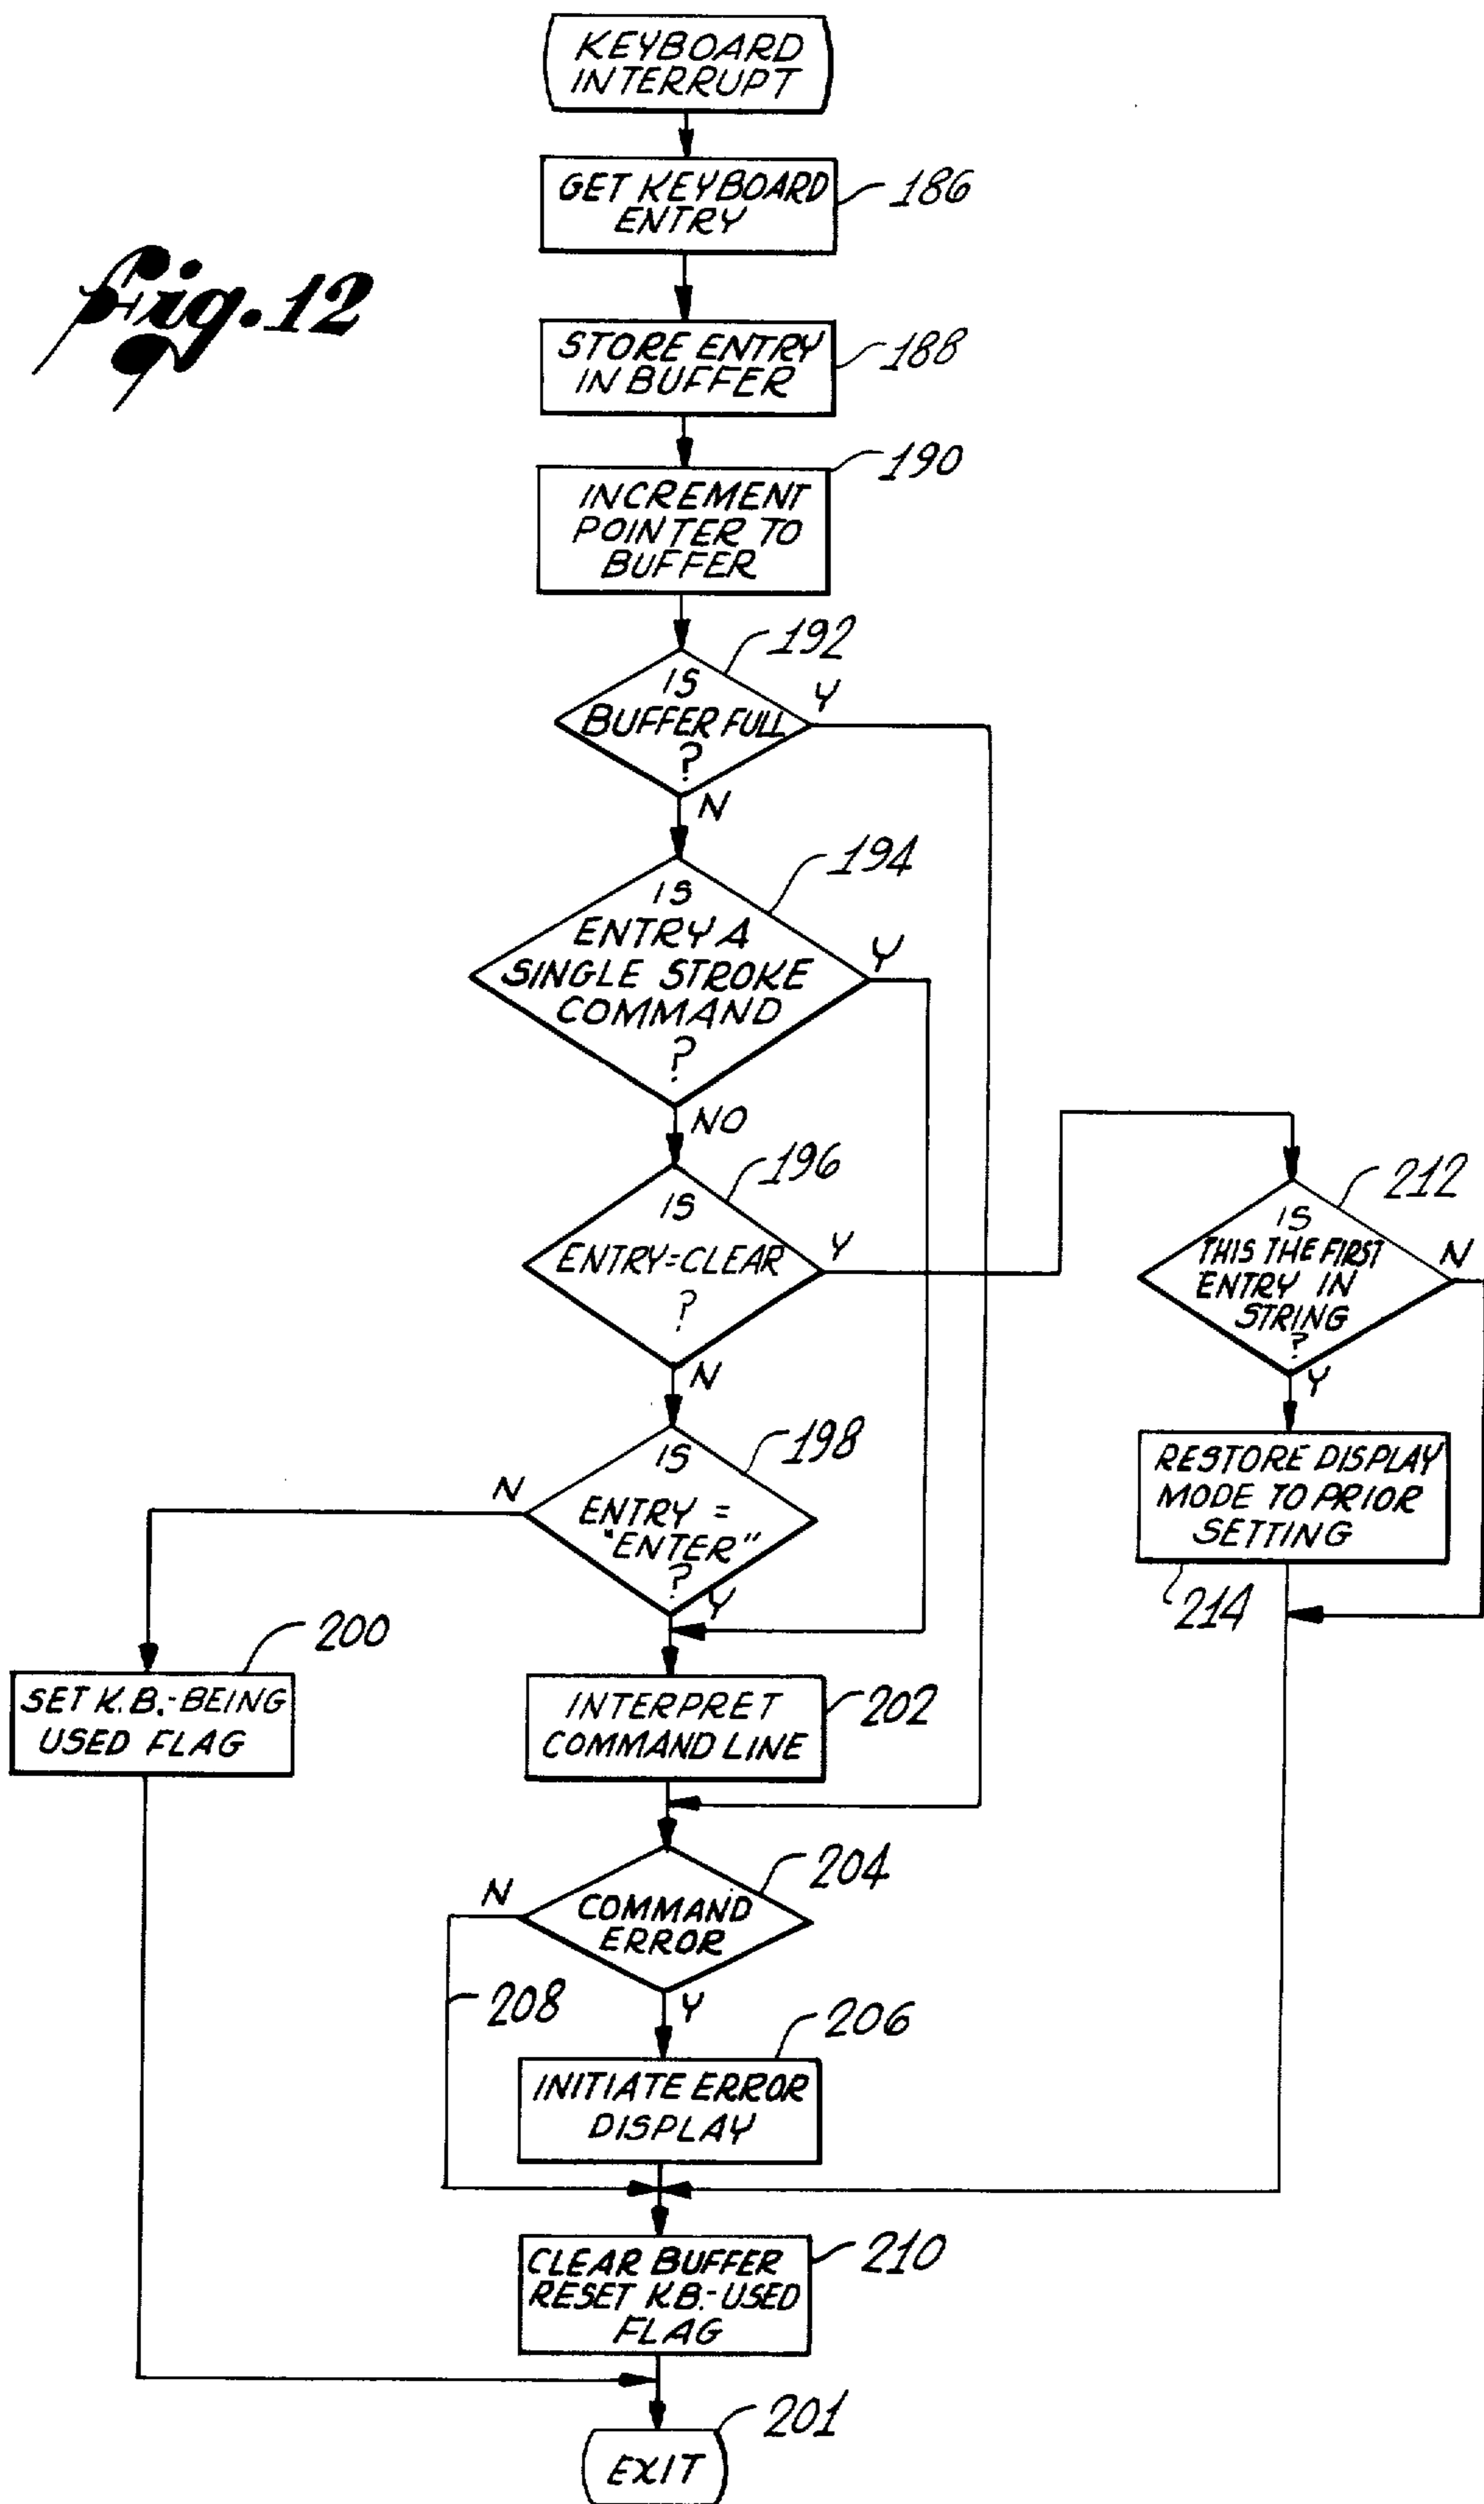 KEYBOARD
INTERRUPT
GET KEYBOARD
ENTRY
186
Fig. 12
STORE ENTRY
IN BUFFER
188
190
INCREMENT
POINTER TO
BUFFER
192
IS
BUFFER FULL
?
Y
N
194
IS
ENTRY A
SINGLE STROKE
COMMAND
?
Y
NO
196
IS
ENTRY=CLEAR
?
Y
N
212
IS
THIS THE FIRST
ENTRY IN
STRING
?
N
Y
RESTORE DISPLAY
MODE TO PRIOR
SETTING
214
198
IS
ENTRY =
"ENTER"
?
N
Y
200
SET K.B.-BEING
USED FLAG
INTERPRET
COMMAND LINE
202
204
COMMAND
ERROR
N
208
Y
206
INITIATE ERROR
DISPLAY
CLEAR BUFFER
RESET K.B.-USED
FLAG
210
201
EXIT